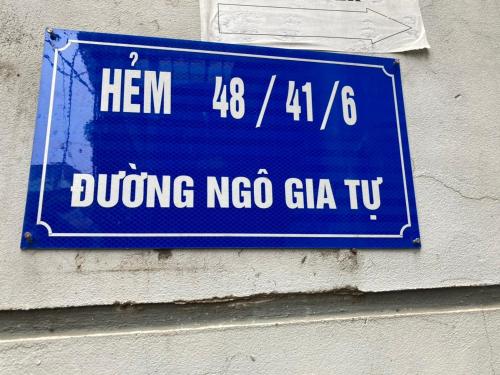 HẺM 48 / 41 / 6
ĐƯỜNG NGÔ GIA TỰ